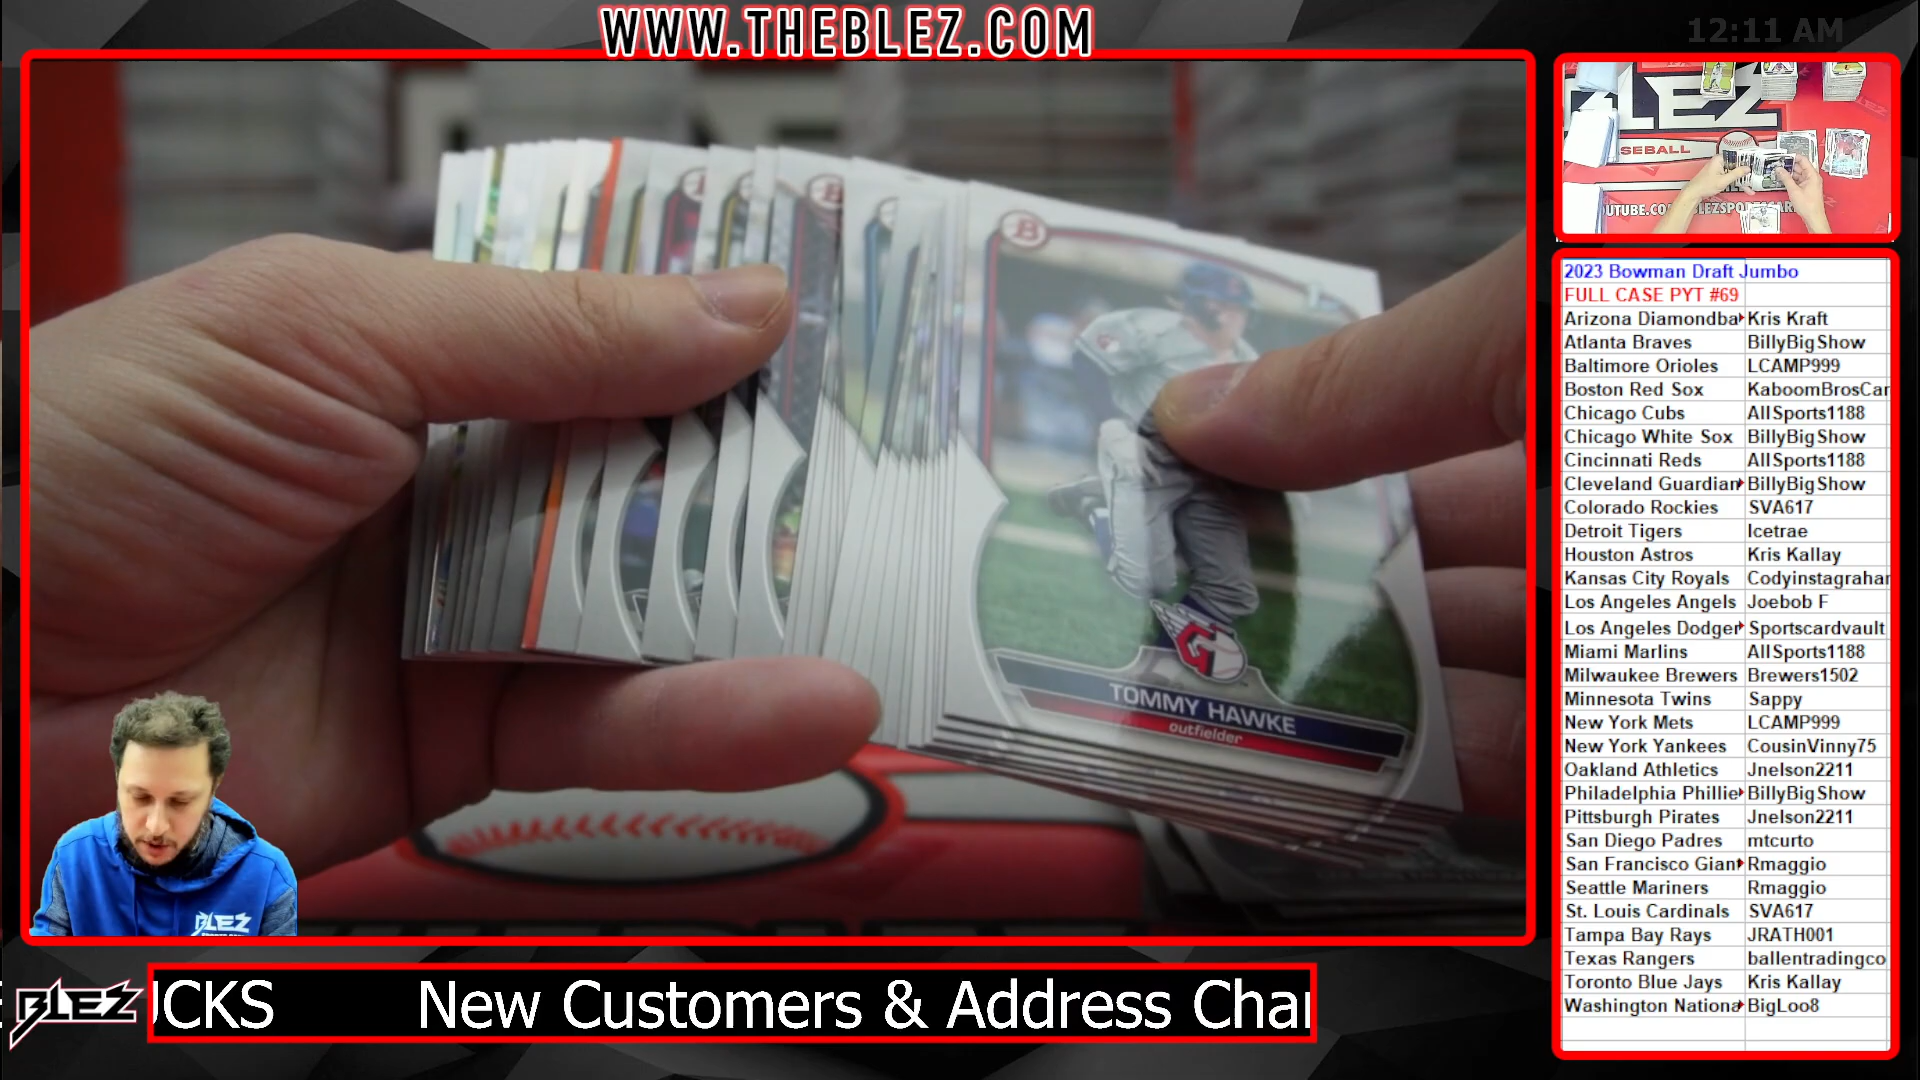 WWW.THEBLEZ.COM
12:11 AM
BLEZ
SEBALL
B
TOMMY HAWKE
outfielder
2023 Bowman Draft Jumbo
FULL CASE PYT #69
Arizona Diamondba Kris Kraft
Atlanta Braves BillyBigShow
Baltimore Orioles LCAMP999
Boston Red Sox KaboomBrosCar
Chicago Cubs AllSports1188
Chicago White Sox BillyBigShow
Cincinnati Reds AllSports1188
Cleveland Guardian BillyBigShow
Colorado Rockies SVA617
Detroit Tigers Icetrae
Houston Astros Kris Kallay
Kansas City Royals Codyinstagrahar
Los Angeles Angels Joebob F
Los Angeles Dodger Sportscardvault
Miami Marlins AllSports1188
Milwaukee Brewers Brewers1502
Minnesota Twins Sappy
New York Mets LCAMP999
New York Yankees CousinVinny75
Oakland Athletics Jnelson2211
Philadelphia Phillie BillyBigShow
Pittsburgh Pirates Jnelson2211
San Diego Padres mtcurto
San Francisco Giant Rmaggio
Seattle Mariners Rmaggio
St. Louis Cardinals SVA617
Tampa Bay Rays JRATH001
Texas Rangers ballentradingco
Toronto Blue Jays Kris Kallay
Washington Nationa BigLoo8
BLEZ
BLEZ
UCKS New Customers & Address Cha